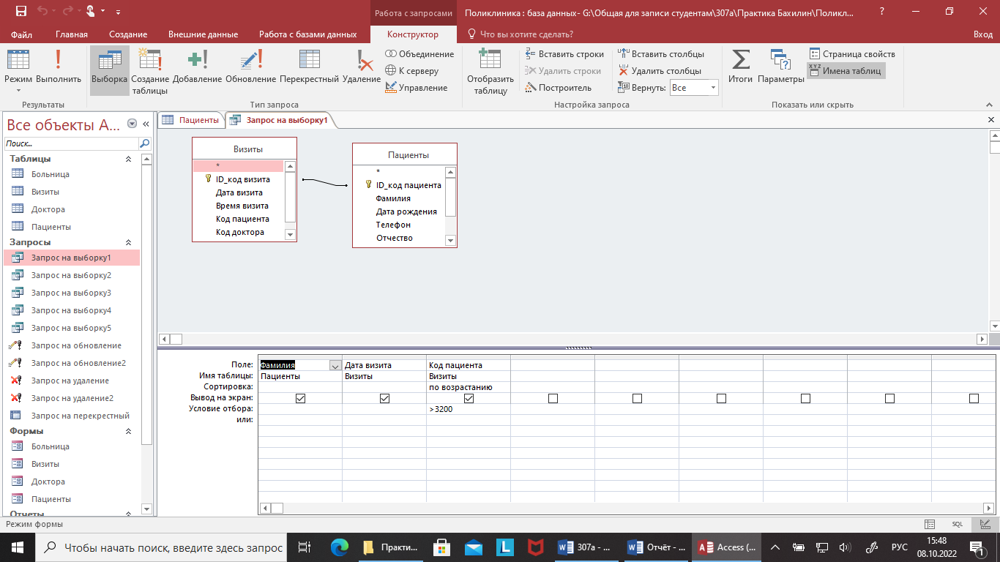 Работа с запросами
Поликлиника : база данных- G:\Общая для записи студентам\307а\Практика Бахилин\Поликл...
?
Файл
Главная
Создание
Внешние данные
Работа с базами данных
Конструктор
Что вы хотите сделать?
Вход
Режим
Выполнить
Выборка
Создание таблицы
Добавление
Обновление
Перекрестный
Удаление
Объединение
К серверу
Управление
Отобразить таблицу
Вставить строки
Удалить строки
Построитель
Вставить столбцы
Удалить столбцы
Вернуть: Все
Итоги
Параметры
Страница свойств
Имена таблиц
Результаты
Тип запроса
Настройка запроса
Показать или скрыть
Все объекты A...
Поиск...
Таблицы
Больница
Визиты
Доктора
Пациенты
Запросы
Запрос на выборку1
Запрос на выборку2
Запрос на выборку3
Запрос на выборку4
Запрос на выборку5
Запрос на обновление
Запрос на обновление2
Запрос на удаление
Запрос на удаление2
Запрос на перекрестный
Формы
Больница
Визиты
Доктора
Пациенты
Отчеты
Пациенты
Запрос на выборку1
Визиты
*
ID_код визита
Дата визита
Время визита
Код пациента
Код доктора
Пациенты
*
ID_код пациента
Фамилия
Дата рождения
Телефон
Отчество
Поле: Фамилия Дата визита Код пациента
Имя таблицы: Пациенты Визиты Визиты
Сортировка: по возрастанию
Вывод на экран:
Условие отбора: >3200
или:
Режим формы
SQL
Чтобы начать поиск, введите здесь запрос
Практи...
307а - ...
Отчёт - ...
Access (...
РУС
15:48
08.10.2022
1